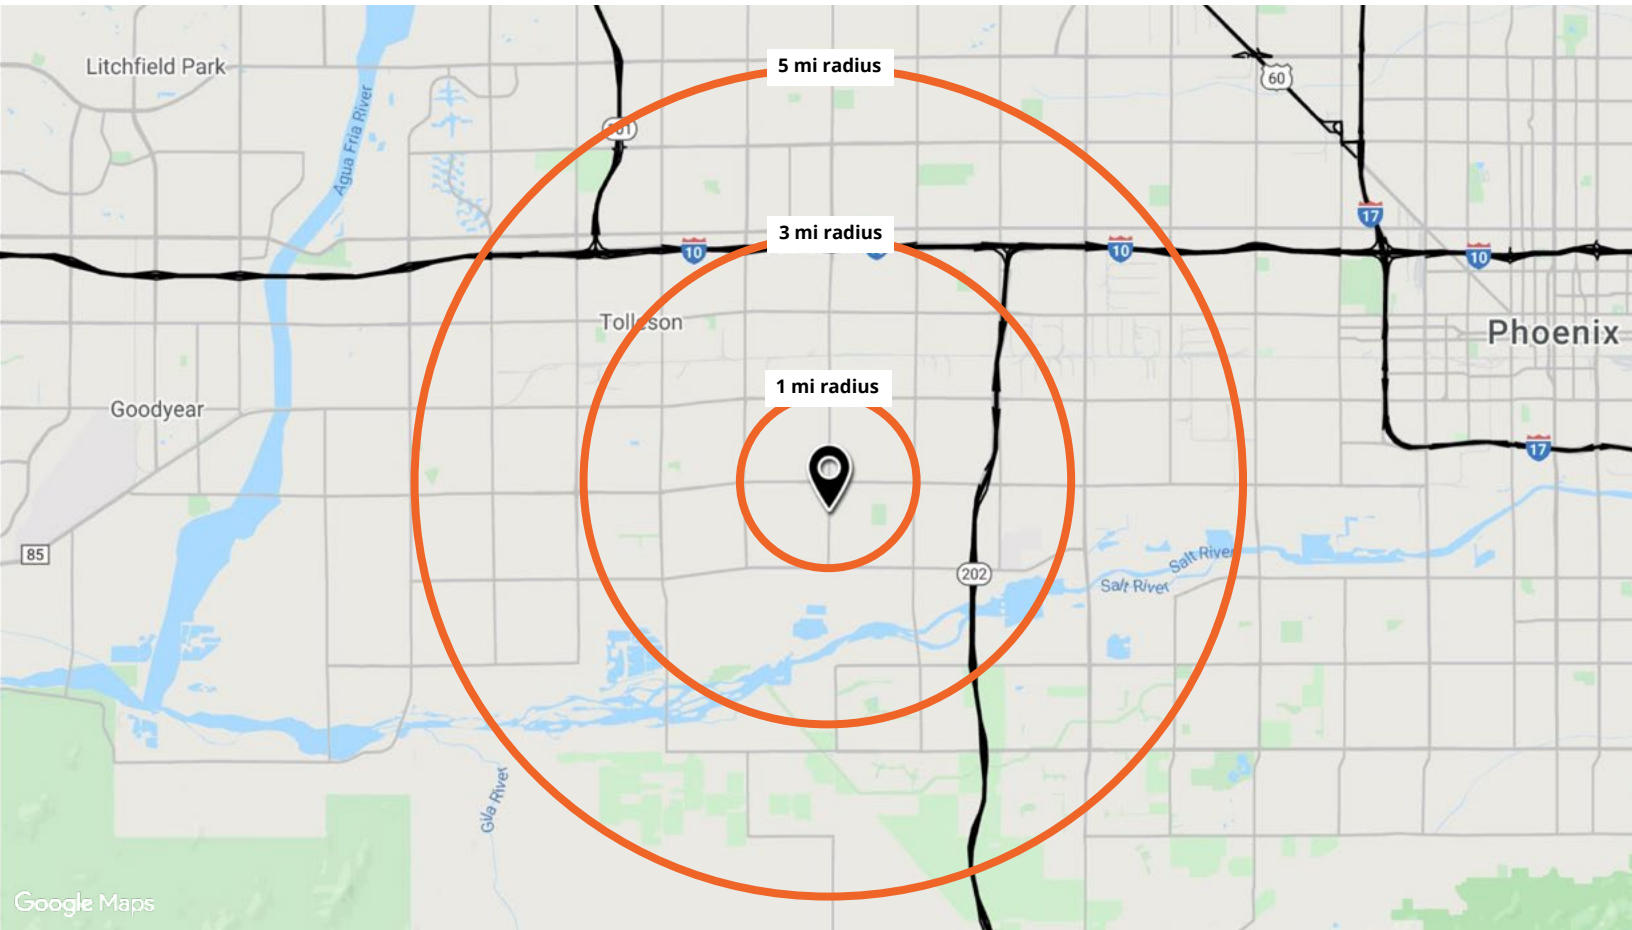 5 mi radius
Litchfield Park
60
Agua Fria River
101
17
3 mi radius
10
10
10
Tolleson
Phoenix
1 mi radius
Goodyear
17
85
Salt River
202
Salt River
Gila River
Google Maps